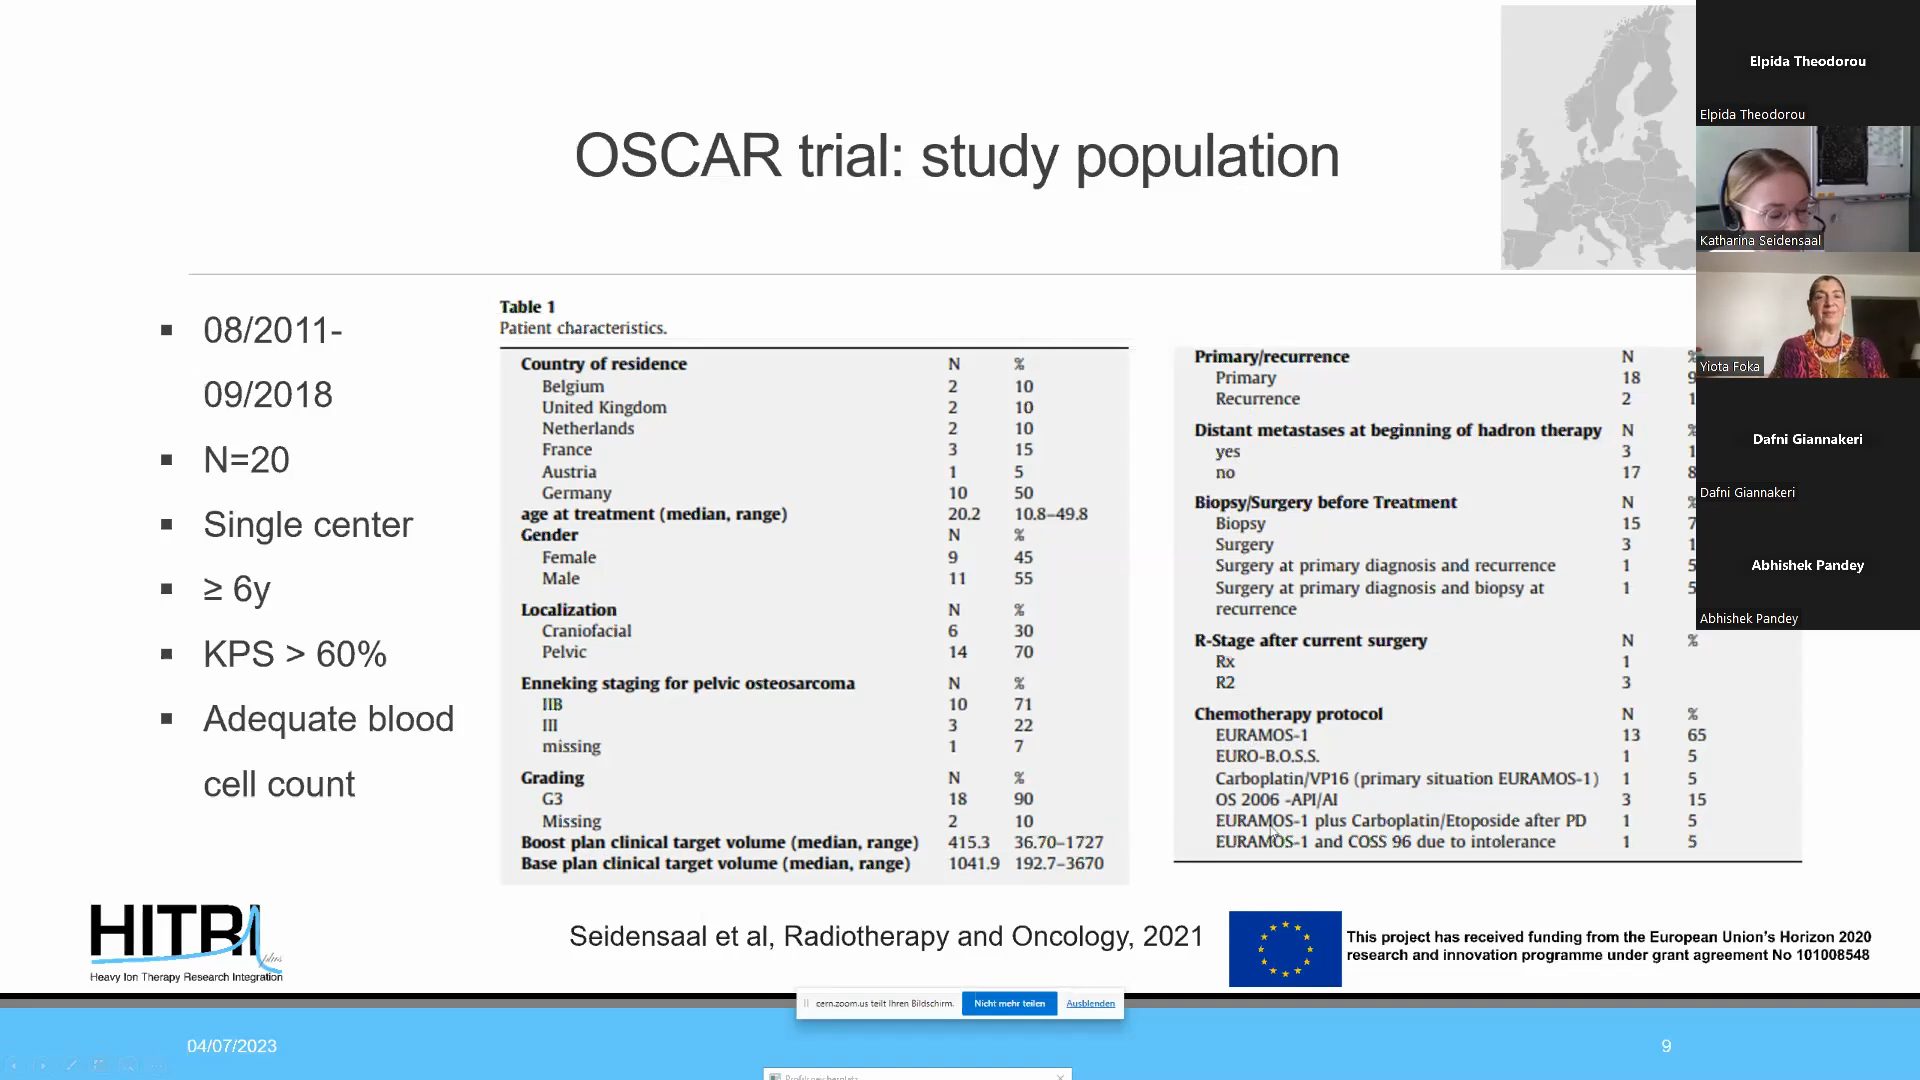 OSCAR trial: study population
▪ 08/2011-
09/2018
▪ N=20
▪ Single center
▪ ≥ 6y
▪ KPS > 60%
▪ Adequate blood
cell count
Table 1
Patient characteristics.
Country of residence N %
Belgium 2 10
United Kingdom 2 10
Netherlands 2 10
France 3 15
Austria 1 5
Germany 10 50
age at treatment (median, range) 20.2 10.8–49.8
Gender N %
Female 9 45
Male 11 55
Localization N %
Craniofacial 6 30
Pelvic 14 70
Enneking staging for pelvic osteosarcoma N %
IIB 10 71
III 3 22
missing 1 7
Grading N %
G3 18 90
Missing 2 10
Boost plan clinical target volume (median, range) 415.3 36.70–1727
Base plan clinical target volume (median, range) 1041.9 192.7–3670
Primary/recurrence N %
Primary 18 9
Recurrence 2 1
Distant metastases at beginning of hadron therapy N %
yes 3 1
no 17 8
Biopsy/Surgery before Treatment N %
Biopsy 15 7
Surgery 3 1
Surgery at primary diagnosis and recurrence 1 5
Surgery at primary diagnosis and biopsy at 1 5
recurrence
R-Stage after current surgery N %
Rx 1
R2 3
Chemotherapy protocol N %
EURAMOS-1 13 65
EURO-B.O.S.S. 1 5
Carboplatin/VP16 (primary situation EURAMOS-1) 1 5
OS 2006 -API/AI 3 15
EURAMOS-1 plus Carboplatin/Etoposide after PD 1 5
EURAMOS-1 and COSS 96 due to intolerance 1 5
Elpida Theodorou
Elpida Theodorou
Katharina Seidensaal
Yiota Foka
Dafni Giannakeri
Dafni Giannakeri
Abhishek Pandey
Abhishek Pandey
HITRI
plus
Heavy Ion Therapy Research Integration
Seidensaal et al, Radiotherapy and Oncology, 2021
This project has received funding from the European Union's Horizon 2020
research and innovation programme under grant agreement No 101008548
cern.zoom.us teilt Ihren Bildschirm. Nicht mehr teilen Ausblenden
04/07/2023
9